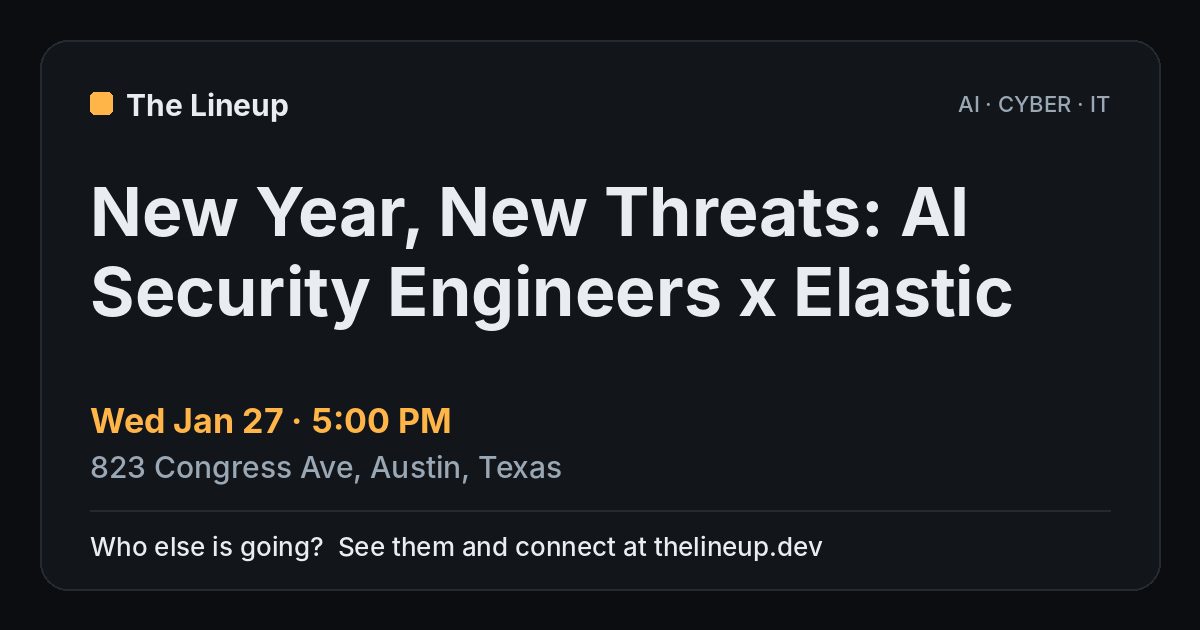 The Lineup
AI · CYBER · IT
New Year, New Threats: AI
Security Engineers x Elastic
Wed Jan 27 · 5:00 PM
823 Congress Ave, Austin, Texas
Who else is going? See them and connect at thelineup.dev